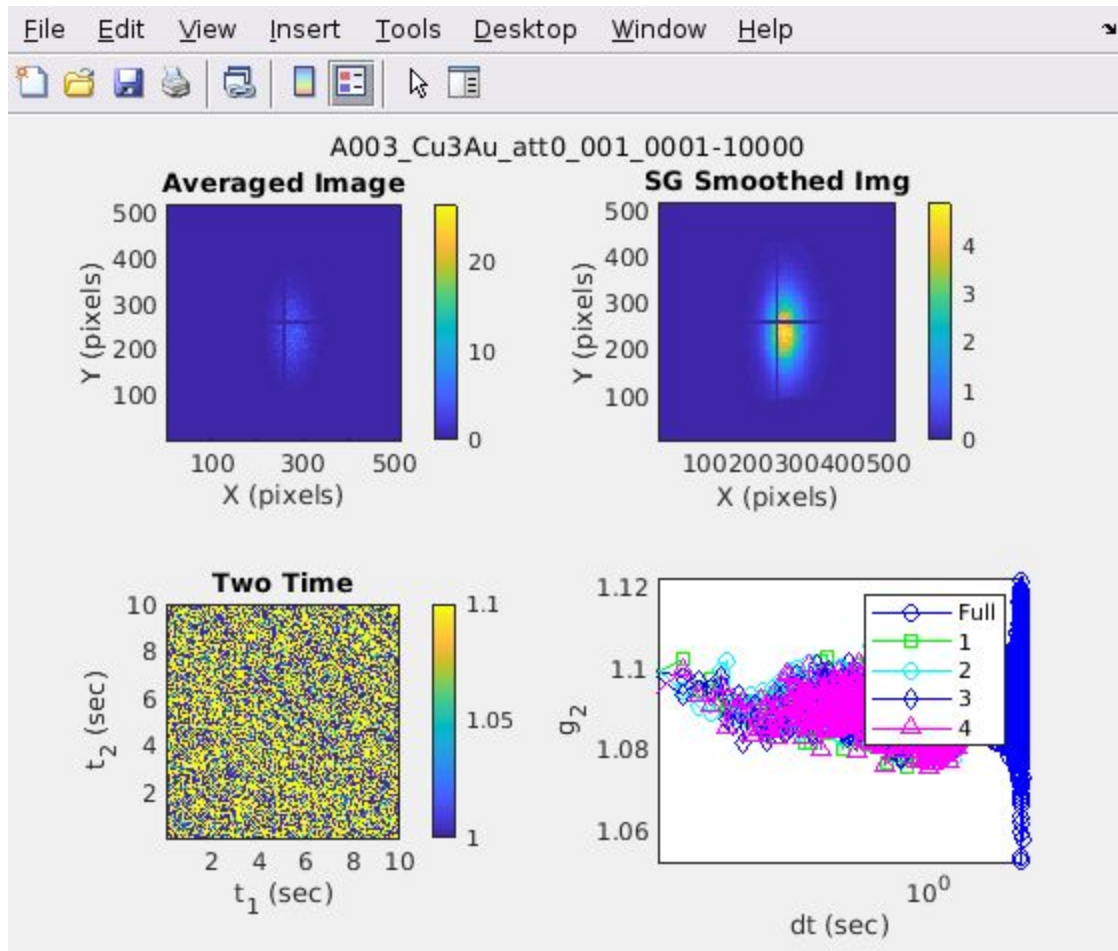 File Edit View Insert Tools Desktop Window Help
A003_Cu3Au_att0_001_0001-10000
Averaged Image
500
400
300
200
100
Y (pixels)
100 300 500
X (pixels)
20
10
0
SG Smoothed Img
500
400
300
200
100
Y (pixels)
100200300400500
X (pixels)
4
3
2
1
0
Two Time
10
8
6
4
2
t2 (sec)
2 4 6 8 10
t1 (sec)
1.1
1.05
1
1.12
1.1
1.08
1.06
g2
Full
1
2
3
4
10^0
dt (sec)